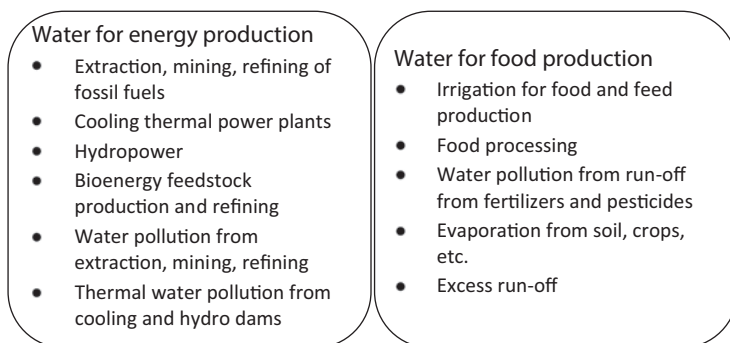 Water for energy production
● Extraction, mining, refining of
fossil fuels
● Cooling thermal power plants
● Hydropower
● Bioenergy feedstock
production and refining
● Water pollution from
extraction, mining, refining
● Thermal water pollution from
cooling and hydro dams
Water for food production
● Irrigation for food and feed
production
● Food processing
● Water pollution from run-off
from fertilizers and pesticides
● Evaporation from soil, crops,
etc.
● Excess run-off